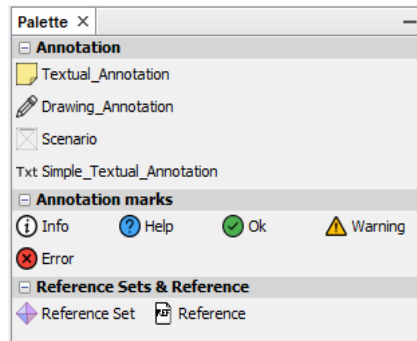 Palette
Annotation
Textual_Annotation
Drawing_Annotation
Scenario
Txt Simple_Textual_Annotation
Annotation marks
Info Help Ok Warning
Error
Reference Sets & Reference
Reference Set REF Reference